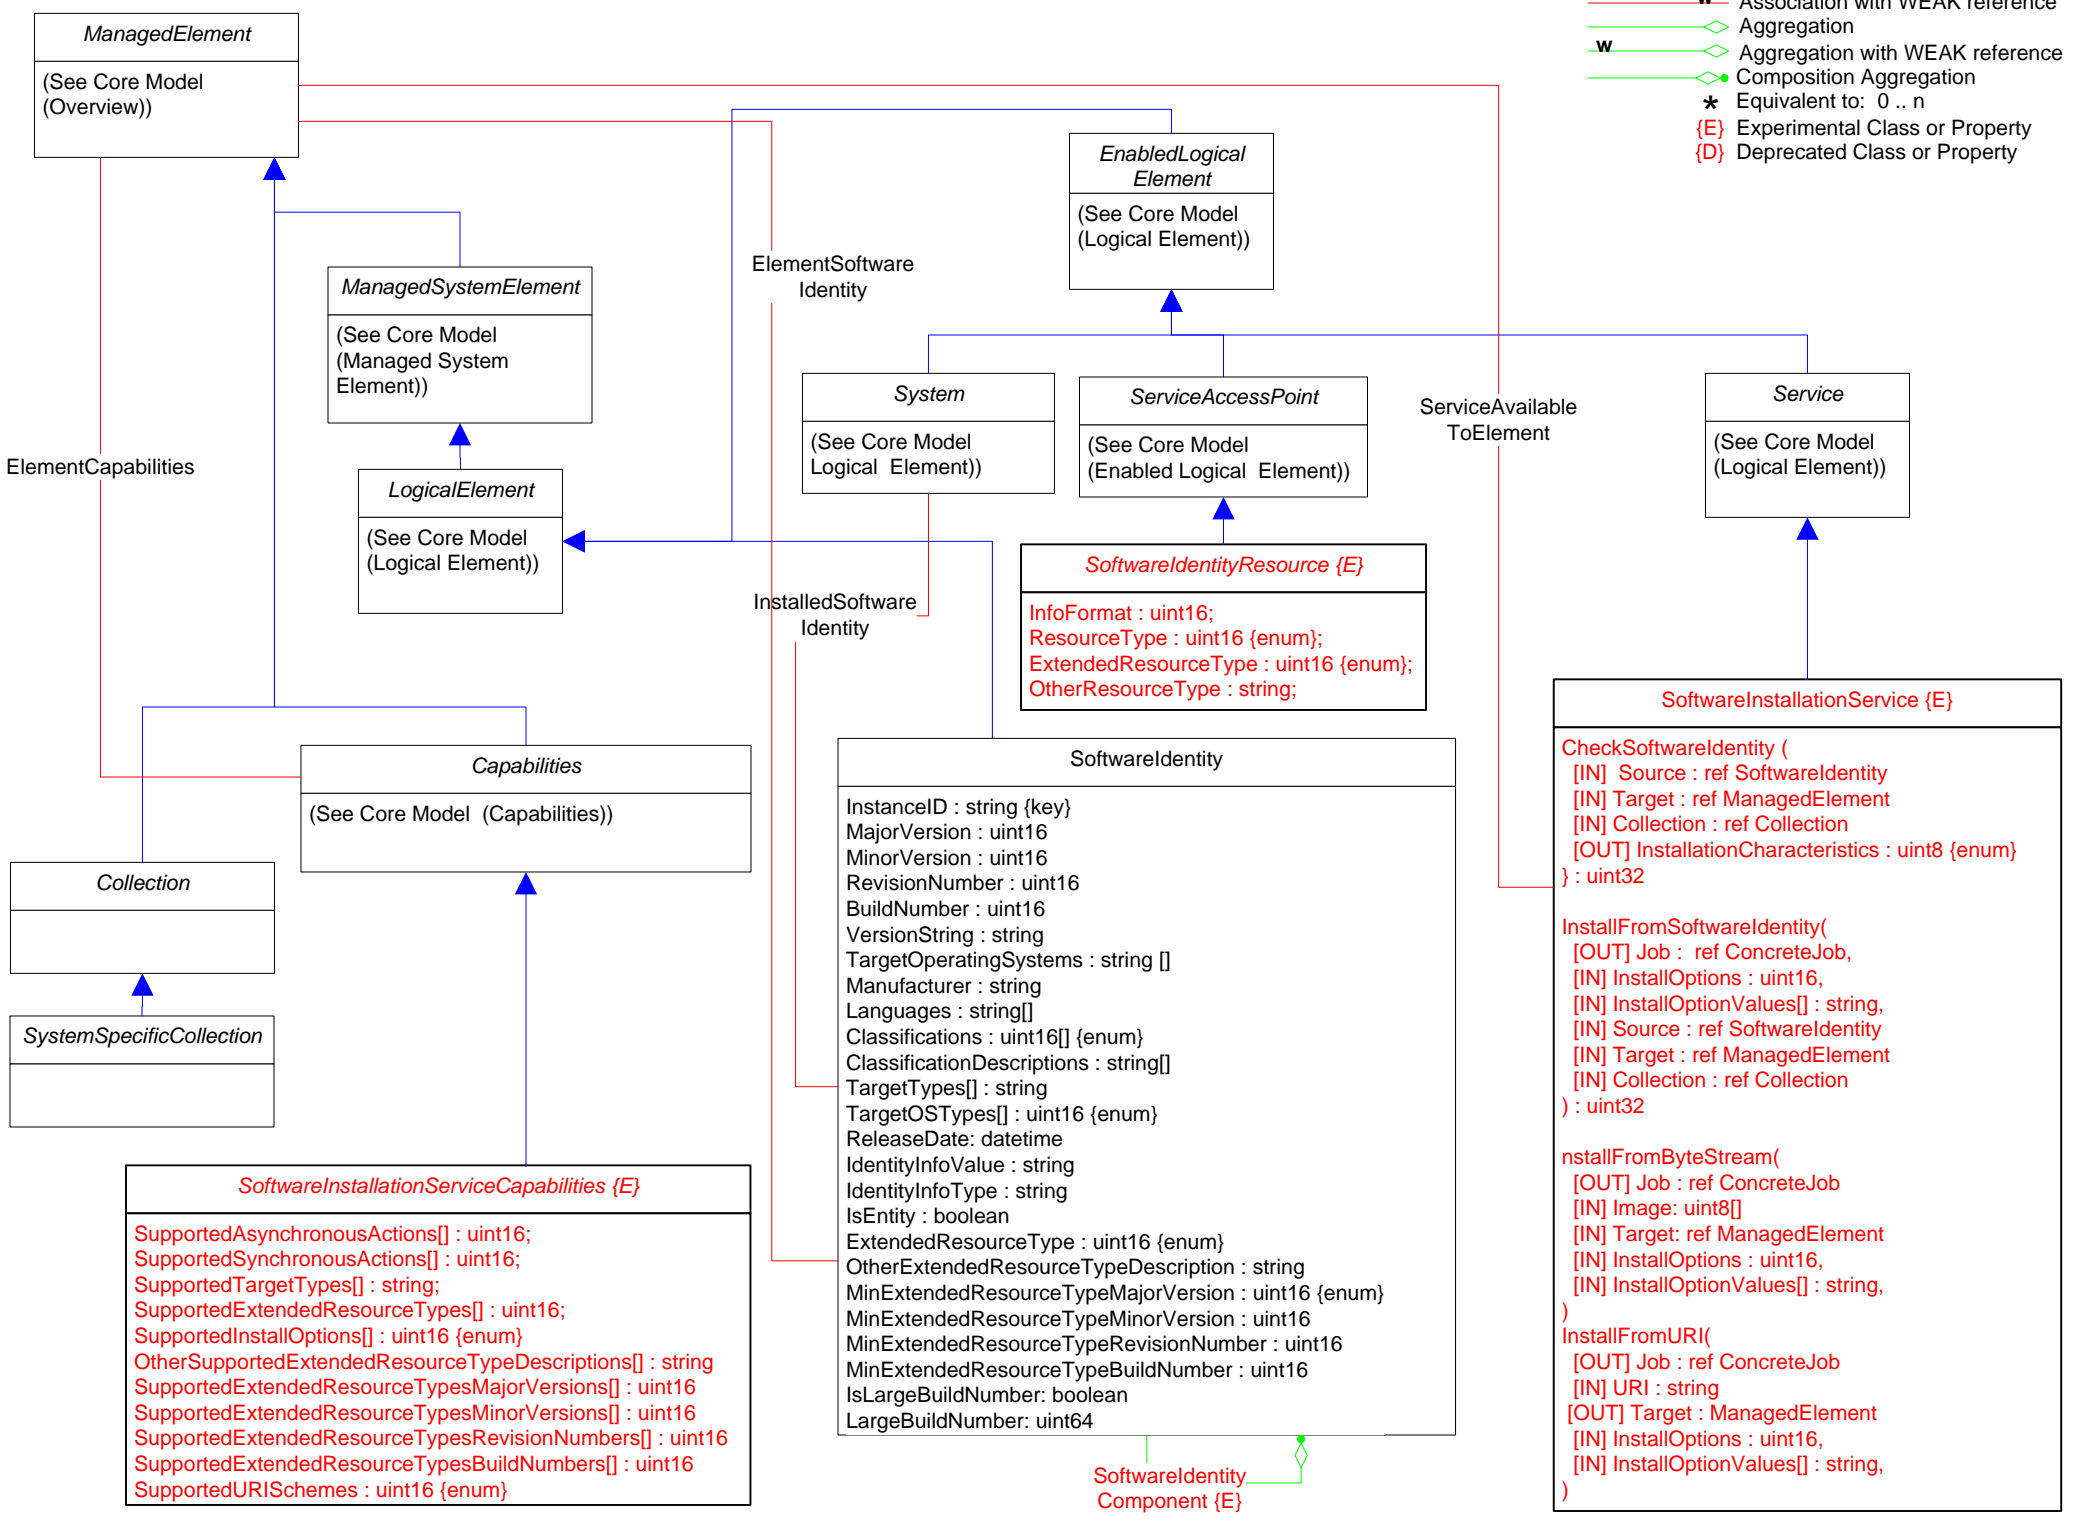 Association with WEAK reference
Aggregation
w
Aggregation with WEAK reference
Composition Aggregation
* Equivalent to: 0 .. n
{E} Experimental Class or Property
{D} Deprecated Class or Property
ManagedElement
(See Core Model
(Overview))
EnabledLogical
Element
(See Core Model
(Logical Element))
ManagedSystemElement
(See Core Model
(Managed System
Element))
ElementSoftware
Identity
System
(See Core Model
Logical Element))
ServiceAccessPoint
(See Core Model
(Enabled Logical Element))
ServiceAvailable
ToElement
Service
(See Core Model
(Logical Element))
ElementCapabilities
LogicalElement
(See Core Model
(Logical Element))
InstalledSoftware
Identity
SoftwareIdentityResource {E}
InfoFormat : uint16;
ResourceType : uint16 {enum};
ExtendedResourceType : uint16 {enum};
OtherResourceType : string;
Capabilities
(See Core Model (Capabilities))
Collection
SystemSpecificCollection
SoftwareInstallationServiceCapabilities {E}
SupportedAsynchronousActions[] : uint16;
SupportedSynchronousActions[] : uint16;
SupportedTargetTypes[] : string;
SupportedExtendedResourceTypes[] : uint16;
SupportedInstallOptions[] : uint16 {enum}
OtherSupportedExtendedResourceTypeDescriptions[] : string
SupportedExtendedResourceTypesMajorVersions[] : uint16
SupportedExtendedResourceTypesMinorVersions[] : uint16
SupportedExtendedResourceTypesRevisionNumbers[] : uint16
SupportedExtendedResourceTypesBuildNumbers[] : uint16
SupportedURISchemes : uint16 {enum}
SoftwareIdentity
InstanceID : string {key}
MajorVersion : uint16
MinorVersion : uint16
RevisionNumber : uint16
BuildNumber : uint16
VersionString : string
TargetOperatingSystems : string []
Manufacturer : string
Languages : string[]
Classifications : uint16[] {enum}
ClassificationDescriptions : string[]
TargetTypes[] : string
TargetOSTypes[] : uint16 {enum}
ReleaseDate: datetime
IdentityInfoValue : string
IdentityInfoType : string
IsEntity : boolean
ExtendedResourceType : uint16 {enum}
OtherExtendedResourceTypeDescription : string
MinExtendedResourceTypeMajorVersion : uint16 {enum}
MinExtendedResourceTypeMinorVersion : uint16
MinExtendedResourceTypeRevisionNumber : uint16
MinExtendedResourceTypeBuildNumber : uint16
IsLargeBuildNumber: boolean
LargeBuildNumber: uint64
SoftwareIdentity
Component {E}
SoftwareInstallationService {E}
CheckSoftwareIdentity (
[IN] Source : ref SoftwareIdentity
[IN] Target : ref ManagedElement
[IN] Collection : ref Collection
[OUT] InstallationCharacteristics : uint8 {enum}
} : uint32
InstallFromSoftwareIdentity(
[OUT] Job : ref ConcreteJob,
[IN] InstallOptions : uint16,
[IN] InstallOptionValues[] : string,
[IN] Source : ref SoftwareIdentity
[IN] Target : ref ManagedElement
[IN] Collection : ref Collection
) : uint32
nstallFromByteStream(
[OUT] Job : ref ConcreteJob
[IN] Image: uint8[]
[IN] Target: ref ManagedElement
[IN] InstallOptions : uint16,
[IN] InstallOptionValues[] : string,
)
InstallFromURI(
[OUT] Job : ref ConcreteJob
[IN] URI : string
[OUT] Target : ManagedElement
[IN] InstallOptions : uint16,
[IN] InstallOptionValues[] : string,
)